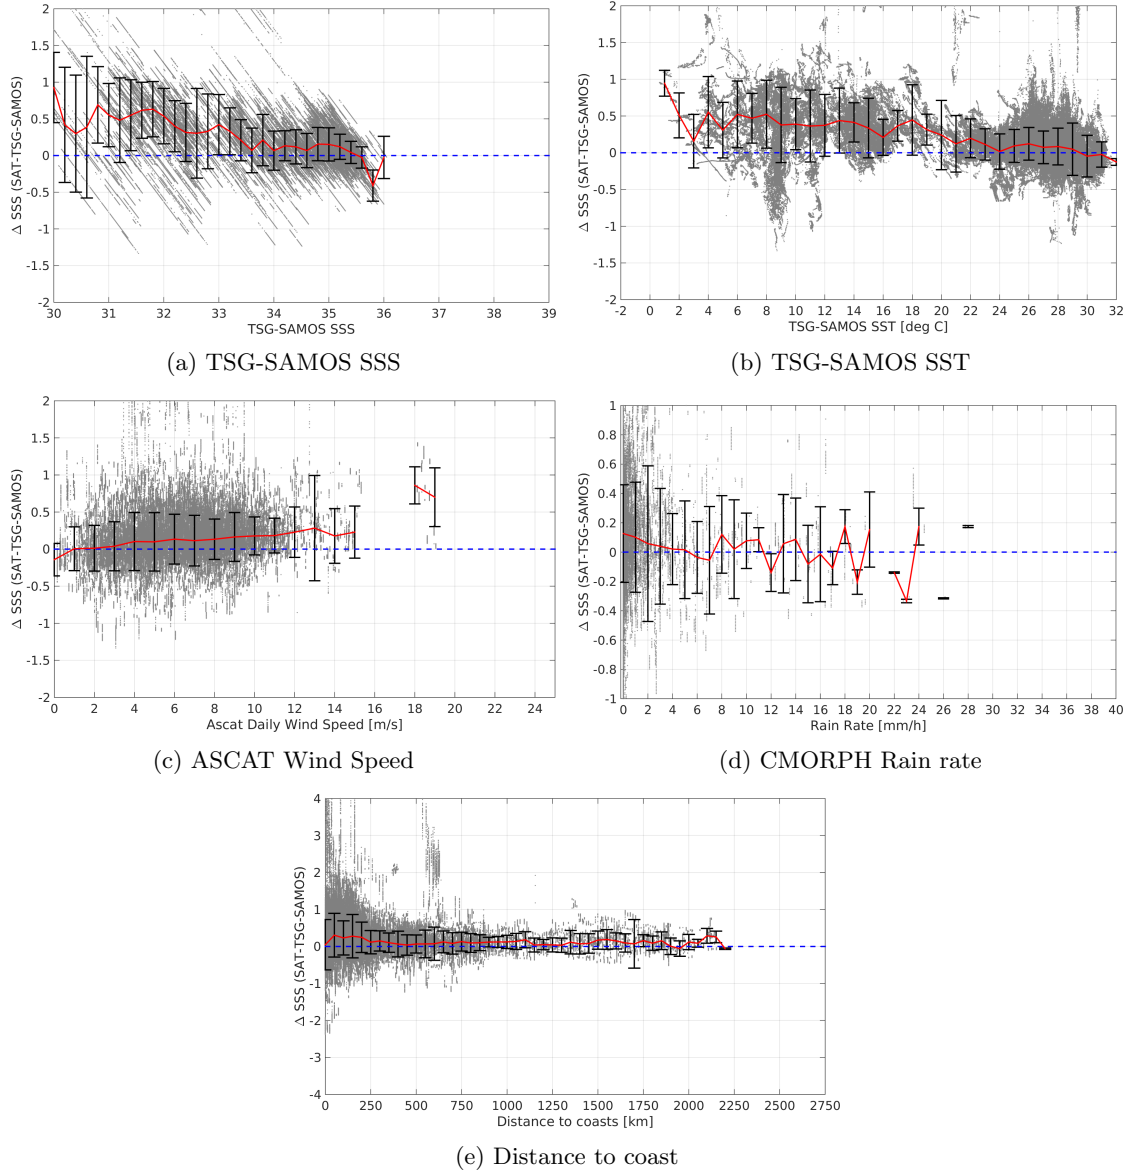 Δ SSS (SAT-TSG-SAMOS)
2
1.5
1
0.5
0
-0.5
-1
-1.5
-2
30 31 32 33 34 35 36 37 38 39
TSG-SAMOS SSS
(a) TSG-SAMOS SSS
Δ SSS (SAT-TSG-SAMOS)
2
1.5
1
0.5
0
-0.5
-1
-1.5
-2
-2 0 2 4 6 8 10 12 14 16 18 20 22 24 26 28 30 32
TSG-SAMOS SST [deg C]
(b) TSG-SAMOS SST
Δ SSS (SAT-TSG-SAMOS)
2
1.5
1
0.5
0
-0.5
-1
-1.5
-2
0 2 4 6 8 10 12 14 16 18 20 22 24
Ascat Daily Wind Speed [m/s]
(c) ASCAT Wind Speed
Δ SSS (SAT-TSG-SAMOS)
1
0.8
0.6
0.4
0.2
0
-0.2
-0.4
-0.6
-0.8
-1
0 2 4 6 8 10 12 14 16 18 20 22 24 26 28 30 32 34 36 38 40
Rain Rate [mm/h]
(d) CMORPH Rain rate
Δ SSS (SAT-TSG-SAMOS)
4
3
2
1
0
-1
-2
-3
-4
0 250 500 750 1000 1250 1500 1750 2000 2250 2500 2750
Distance to coasts [km]
(e) Distance to coast